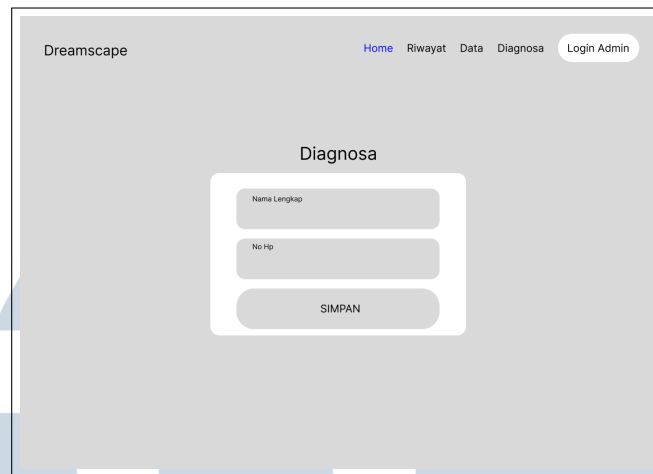 Dreamscape
Home Riwayat Data Diagnosa Login Admin
Diagnosa
Nama Lengkap
No Hp
SIMPAN